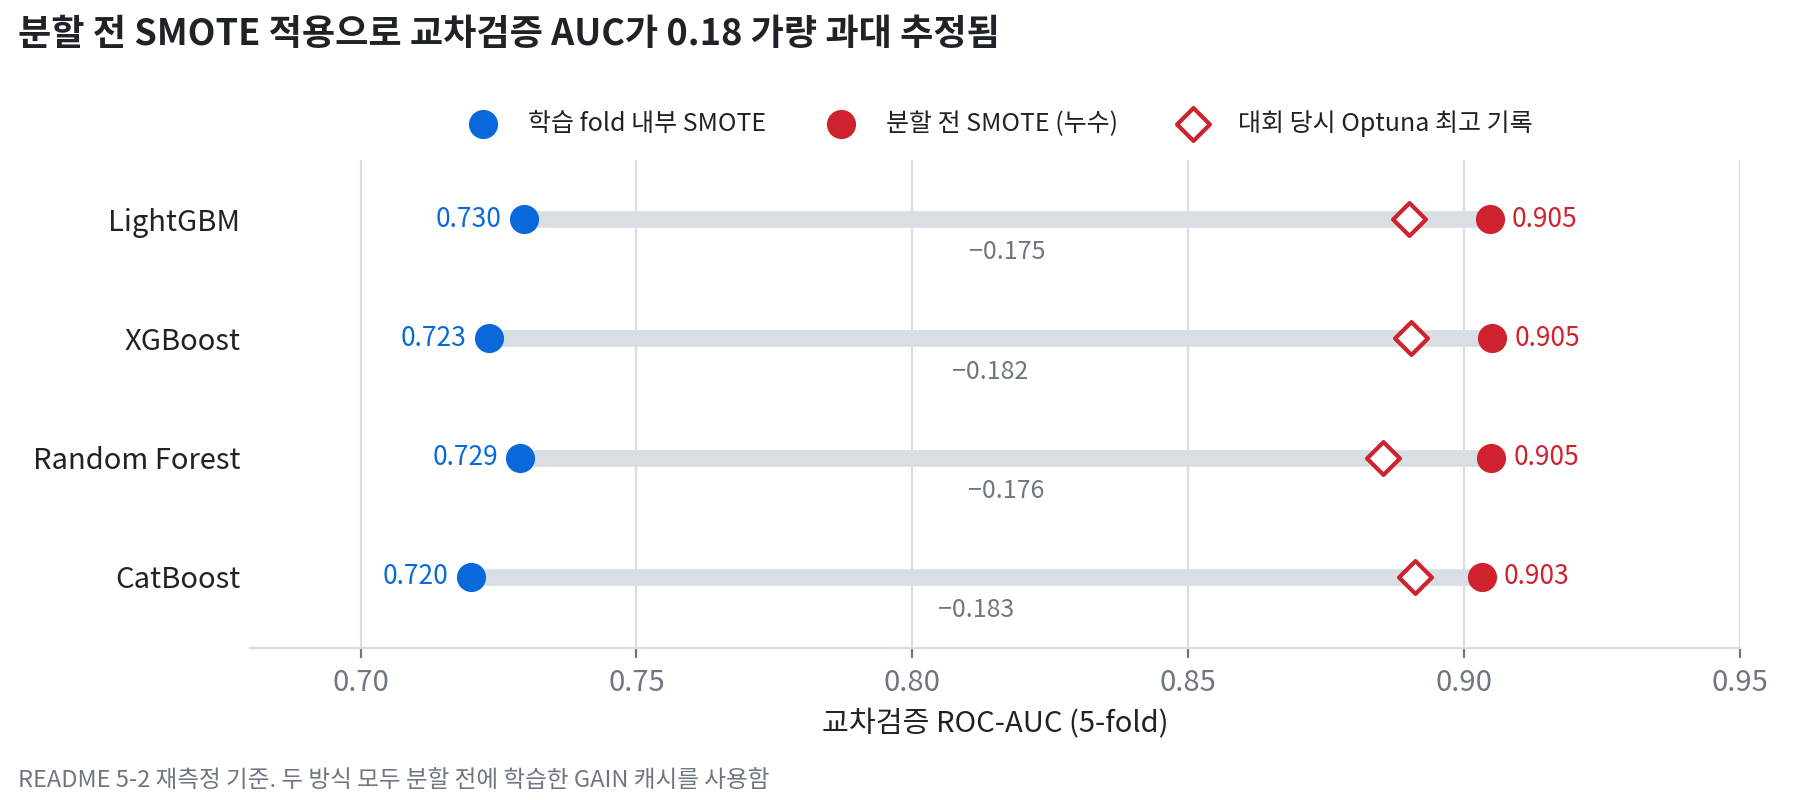 분할 전 SMOTE 적용으로 교차검증 AUC가 0.18 가량 과대 추정됨
학습 fold 내부 SMOTE
분할 전 SMOTE (누수)
대회 당시 Optuna 최고 기록
LightGBM
0.730
0.905
−0.175
XGBoost
0.723
0.905
−0.182
Random Forest
0.729
0.905
−0.176
CatBoost
0.720
0.903
−0.183
0.70
0.75
0.80
0.85
0.90
0.95
교차검증 ROC-AUC (5-fold)
README 5-2 재측정 기준. 두 방식 모두 분할 전에 학습한 GAIN 캐시를 사용함